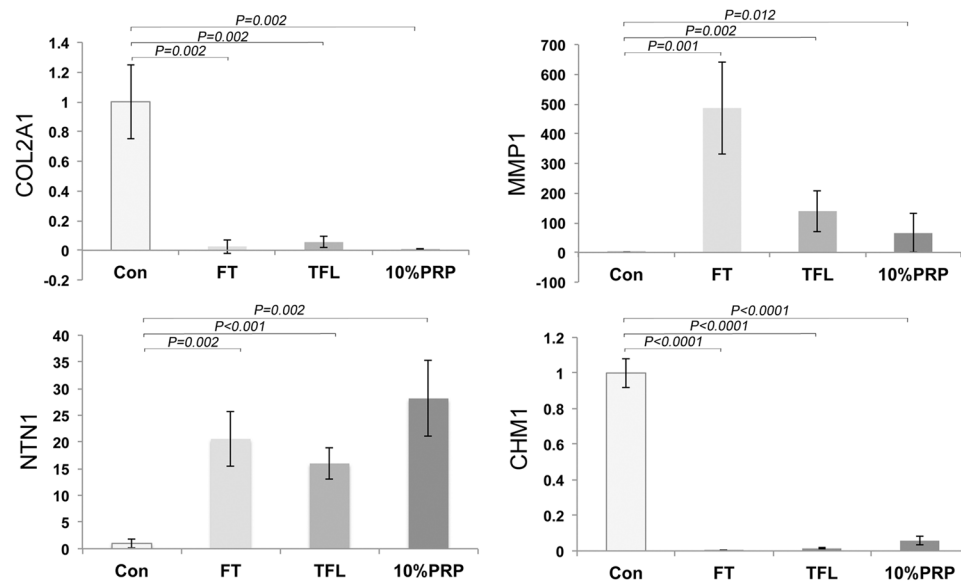 P=0.002
P=0.002
P=0.002
COL2A1
1.4
1.2
1
0.8
0.6
0.4
0.2
0
-0.2
Con FT TFL 10%PRP
P=0.012
P=0.002
P=0.001
MMP1
700
600
500
400
300
200
100
0
-100
Con FT TFL 10%PRP
P=0.002
P<0.001
P=0.002
NTN1
40
35
30
25
20
15
10
5
0
Con FT TFL 10%PRP
P<0.0001
P<0.0001
P<0.0001
CHM1
1.2
1
0.8
0.6
0.4
0.2
0
Con FT TFL 10%PRP